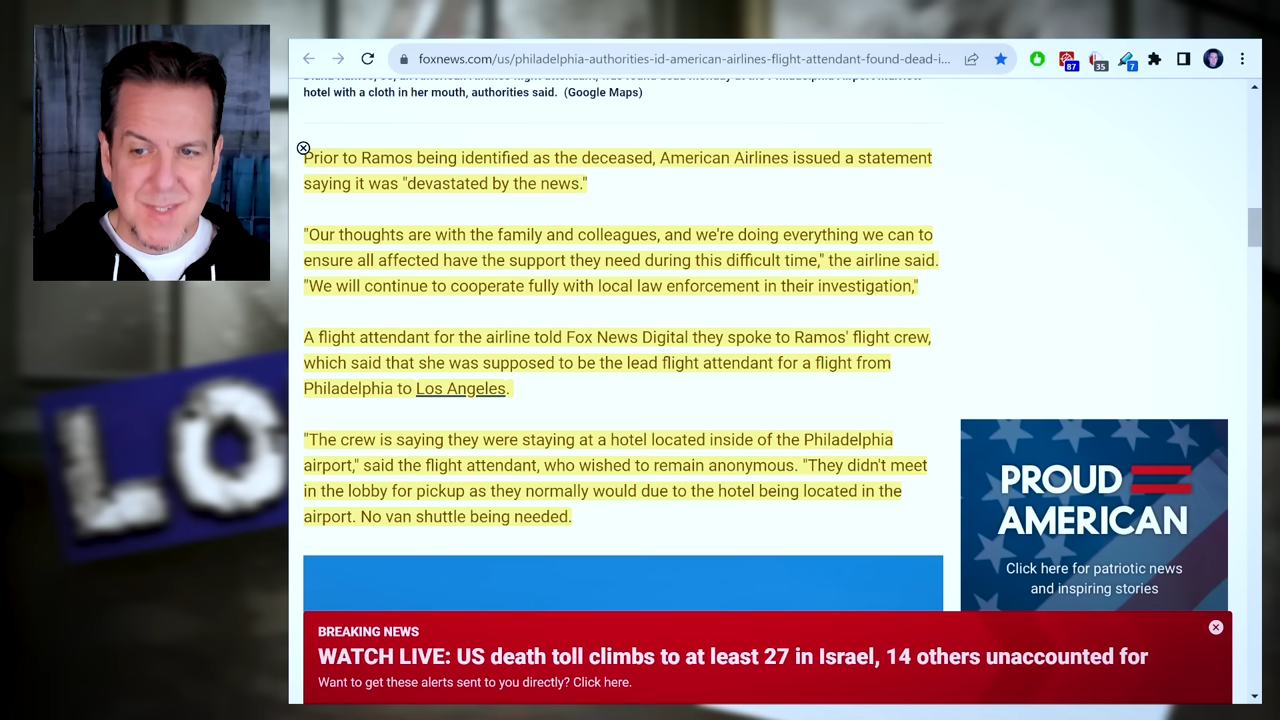 foxnews.com/us/philadelphia-authorities-id-american-airlines-flight-attendant-found-dead-i...
87
35
7
hotel with a cloth in her mouth, authorities said. (Google Maps)
Prior to Ramos being identified as the deceased, American Airlines issued a statement
saying it was "devastated by the news."
"Our thoughts are with the family and colleagues, and we're doing everything we can to
ensure all affected have the support they need during this difficult time," the airline said.
"We will continue to cooperate fully with local law enforcement in their investigation,"
A flight attendant for the airline told Fox News Digital they spoke to Ramos' flight crew,
which said that she was supposed to be the lead flight attendant for a flight from
Philadelphia to Los Angeles.
"The crew is saying they were staying at a hotel located inside of the Philadelphia
airport," said the flight attendant, who wished to remain anonymous. "They didn't meet
in the lobby for pickup as they normally would due to the hotel being located in the
airport. No van shuttle being needed.
PROUD
AMERICAN
Click here for patriotic news
and inspiring stories
BREAKING NEWS
WATCH LIVE: US death toll climbs to at least 27 in Israel, 14 others unaccounted for
Want to get these alerts sent to you directly? Click here.
LO